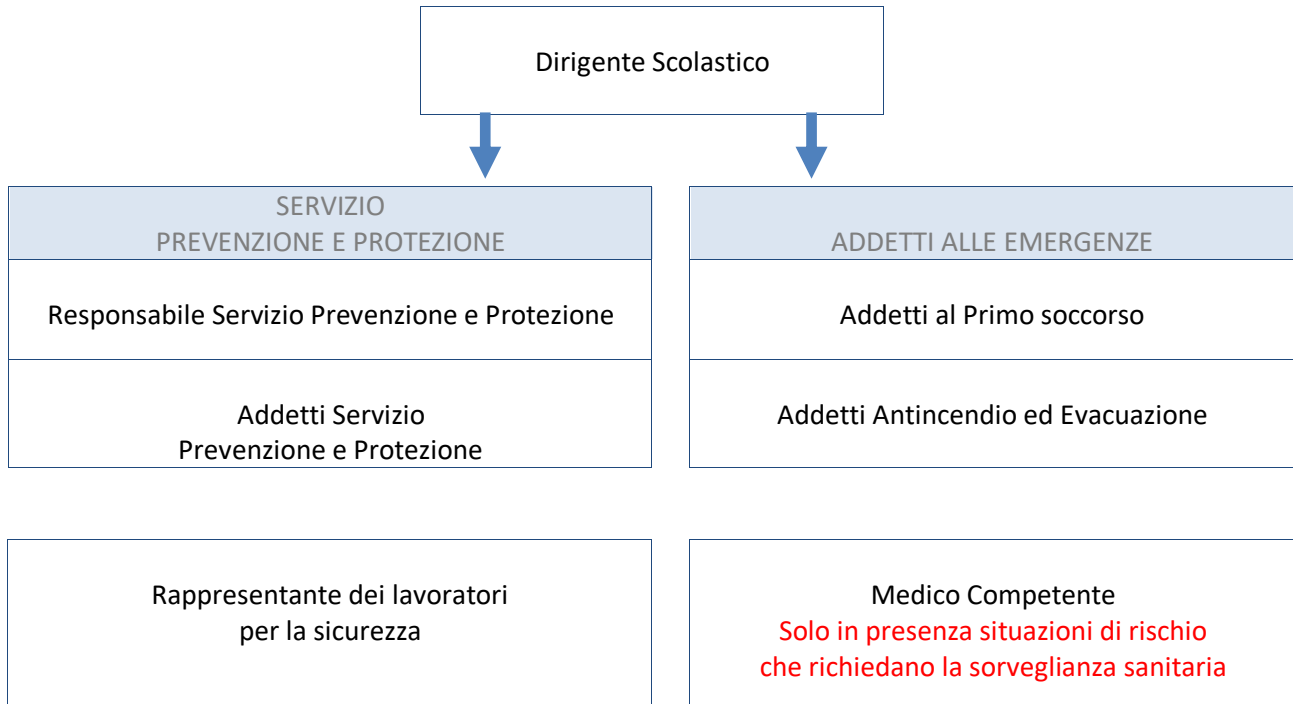 Dirigente Scolastico
SERVIZIO
PREVENZIONE E PROTEZIONE
Responsabile Servizio Prevenzione e Protezione
Addetti Servizio
Prevenzione e Protezione
ADDETTI ALLE EMERGENZE
Addetti al Primo soccorso
Addetti Antincendio ed Evacuazione
Rappresentante dei lavoratori
per la sicurezza
Medico Competente
Solo in presenza situazioni di rischio
che richiedano la sorveglianza sanitaria